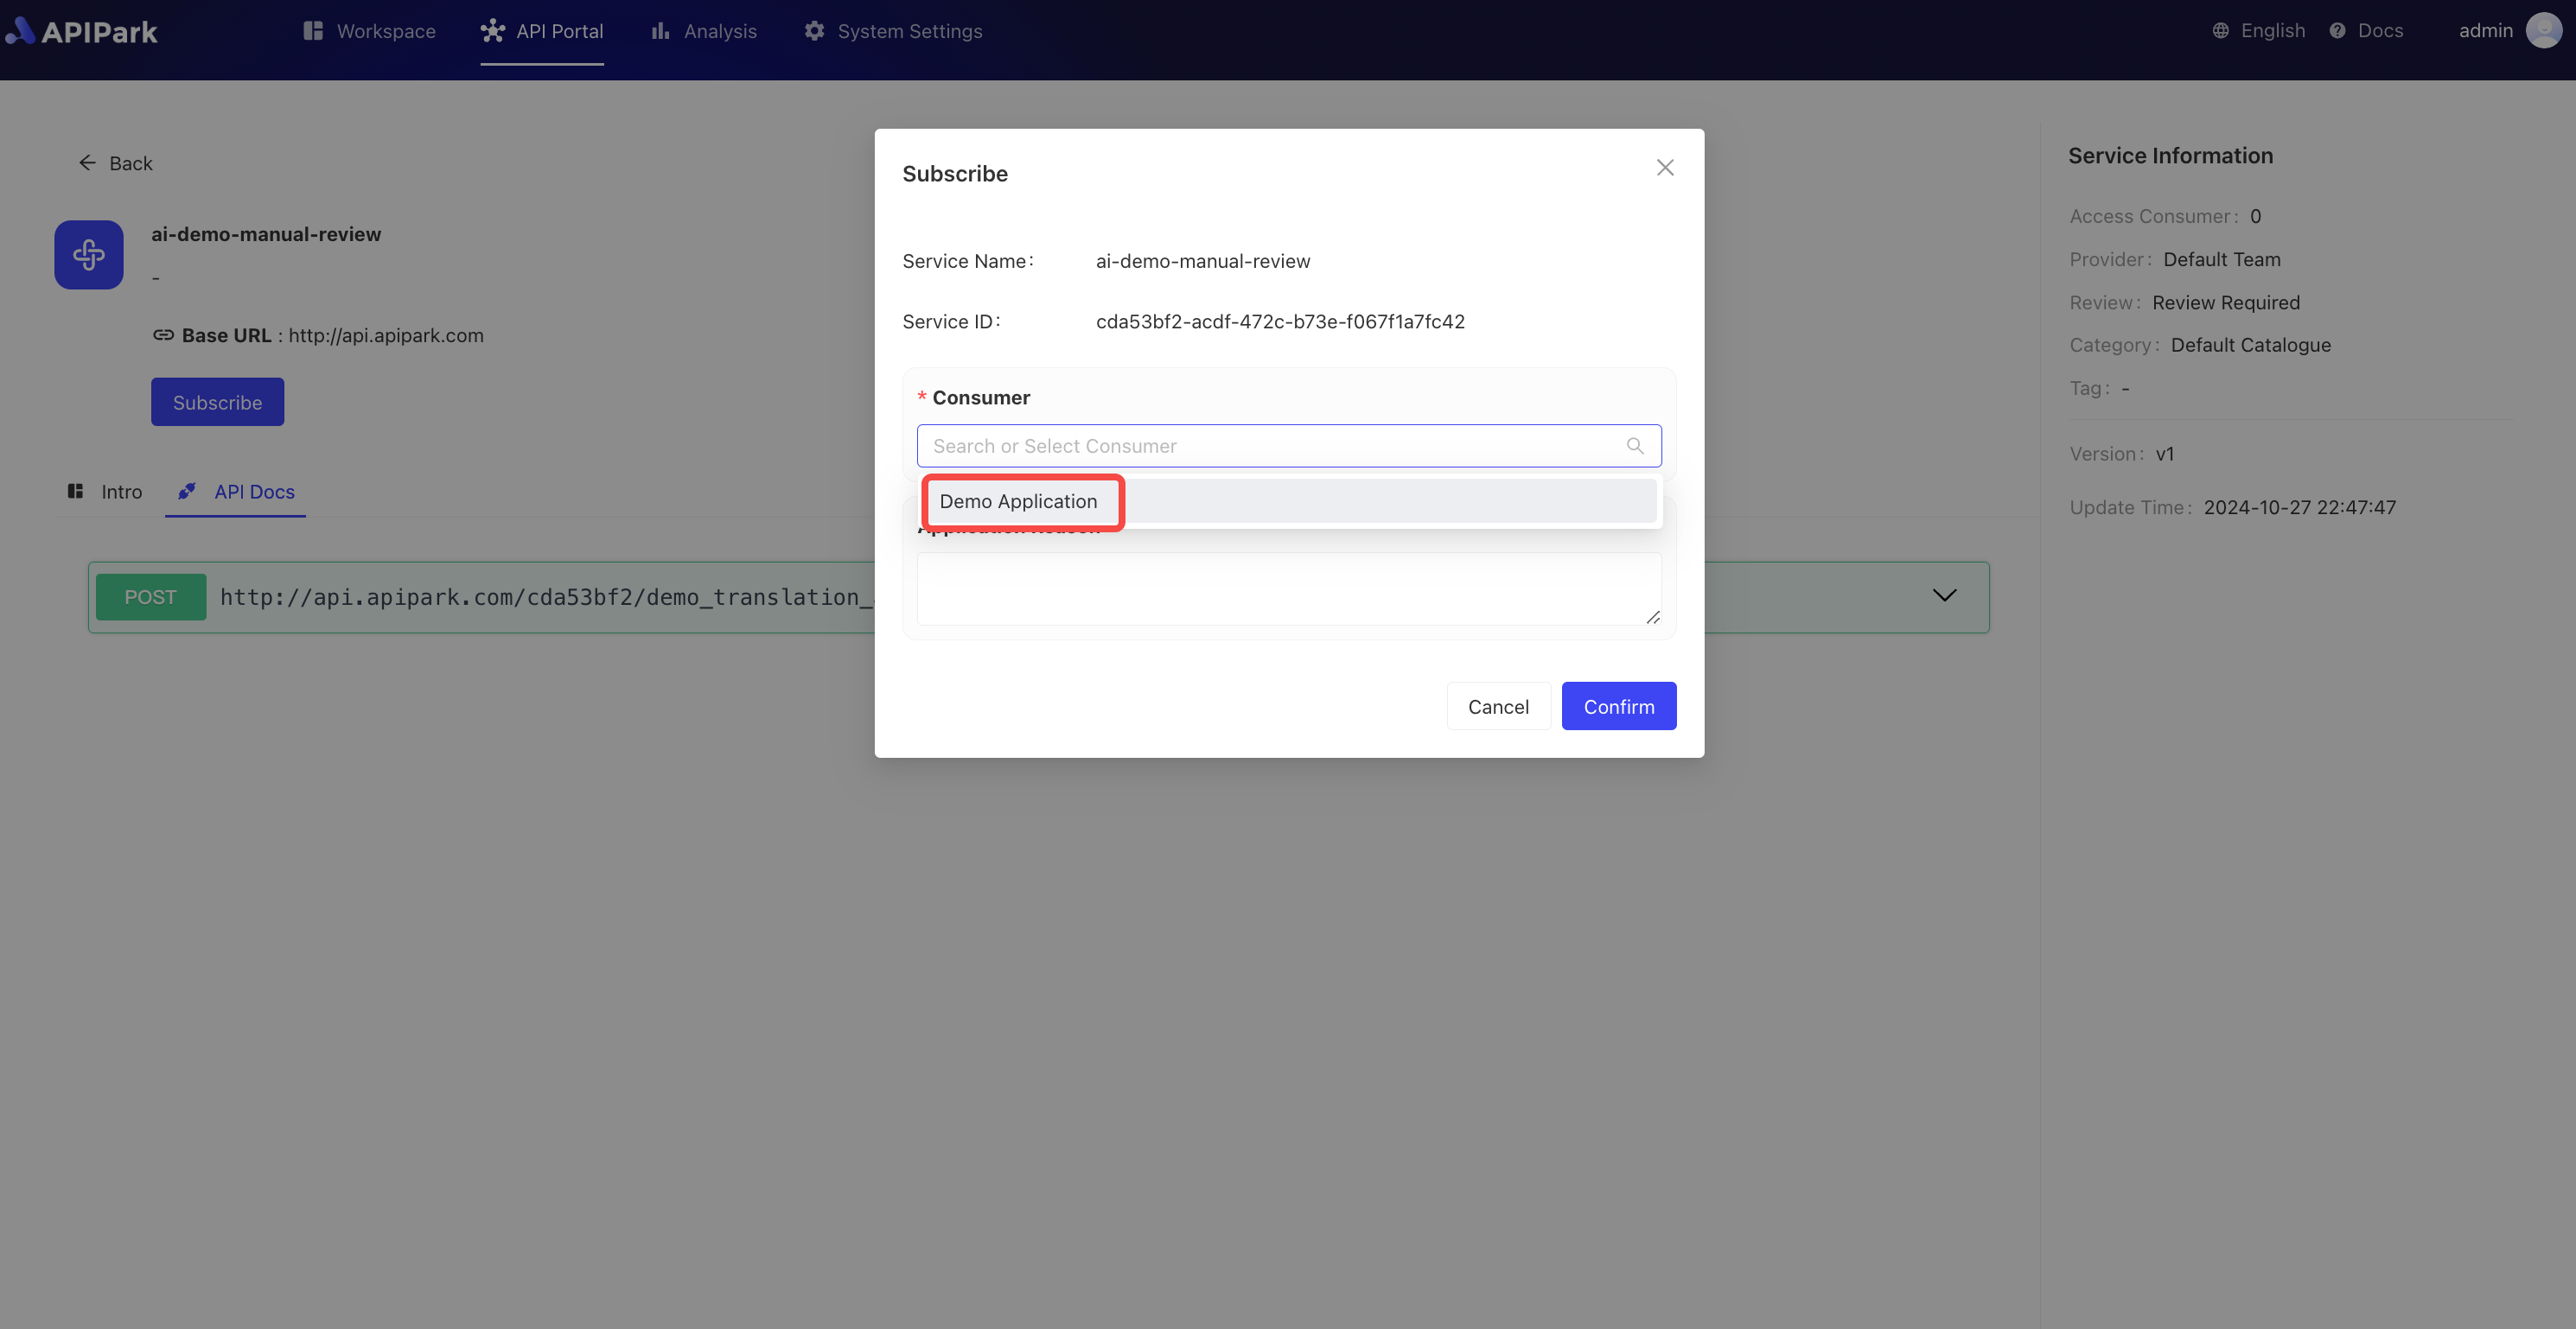 APIPark
Workspace
API Portal
Analysis
System Settings
English
Docs
admin
Back
ai-demo-manual-review
-
Base URL : http://api.apipark.com
Subscribe
Intro
API Docs
POST
http://api.apipark.com/cda53bf2/demo_translation_
Subscribe
Service Name:
ai-demo-manual-review
Service ID:
cda53bf2-acdf-472c-b73e-f067f1a7fc42
* Consumer
Search or Select Consumer
Demo Application
Application Reason
Cancel
Confirm
Service Information
Access Consumer: 0
Provider: Default Team
Review: Review Required
Category: Default Catalogue
Tag: -
Version: v1
Update Time: 2024-10-27 22:47:47